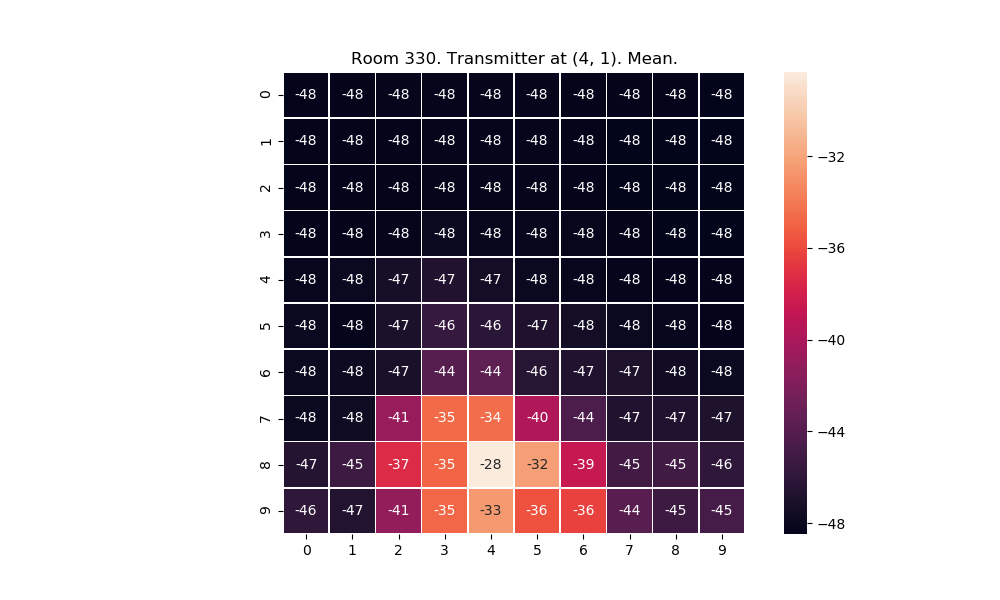 Room 330. Transmitter at (4, 1). Mean.
0 -48 -48 -48 -48 -48 -48 -48 -48 -48 -48
1 -48 -48 -48 -48 -48 -48 -48 -48 -48 -48
−32
2 -48 -48 -48 -48 -48 -48 -48 -48 -48 -48
3 -48 -48 -48 -48 -48 -48 -48 -48 -48 -48
−36
4 -48 -48 -47 -47 -47 -48 -48 -48 -48 -48
5 -48 -48 -47 -46 -46 -47 -48 -48 -48 -48
−40
6 -48 -48 -47 -44 -44 -46 -47 -47 -48 -48
7 -48 -48 -41 -35 -34 -40 -44 -47 -47 -47
−44
8 -47 -45 -37 -35 -28 -32 -39 -45 -45 -46
9 -46 -47 -41 -35 -33 -36 -36 -44 -45 -45
−48
0 1 2 3 4 5 6 7 8 9